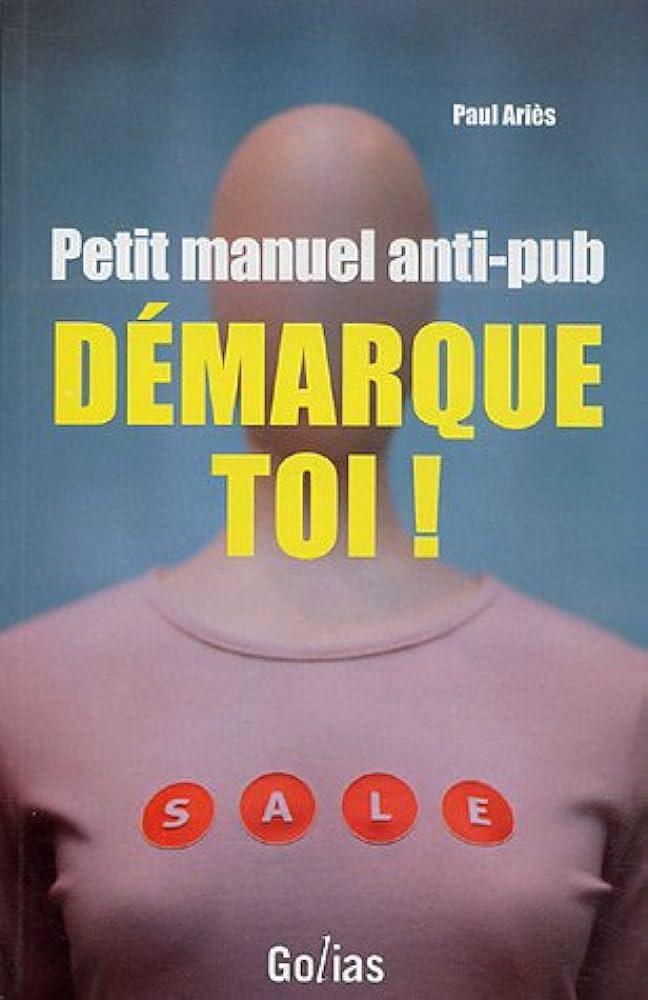 Paul Ariès
Petit manuel anti-pub
DÉMARQUE
TOI !
SALE
Golias